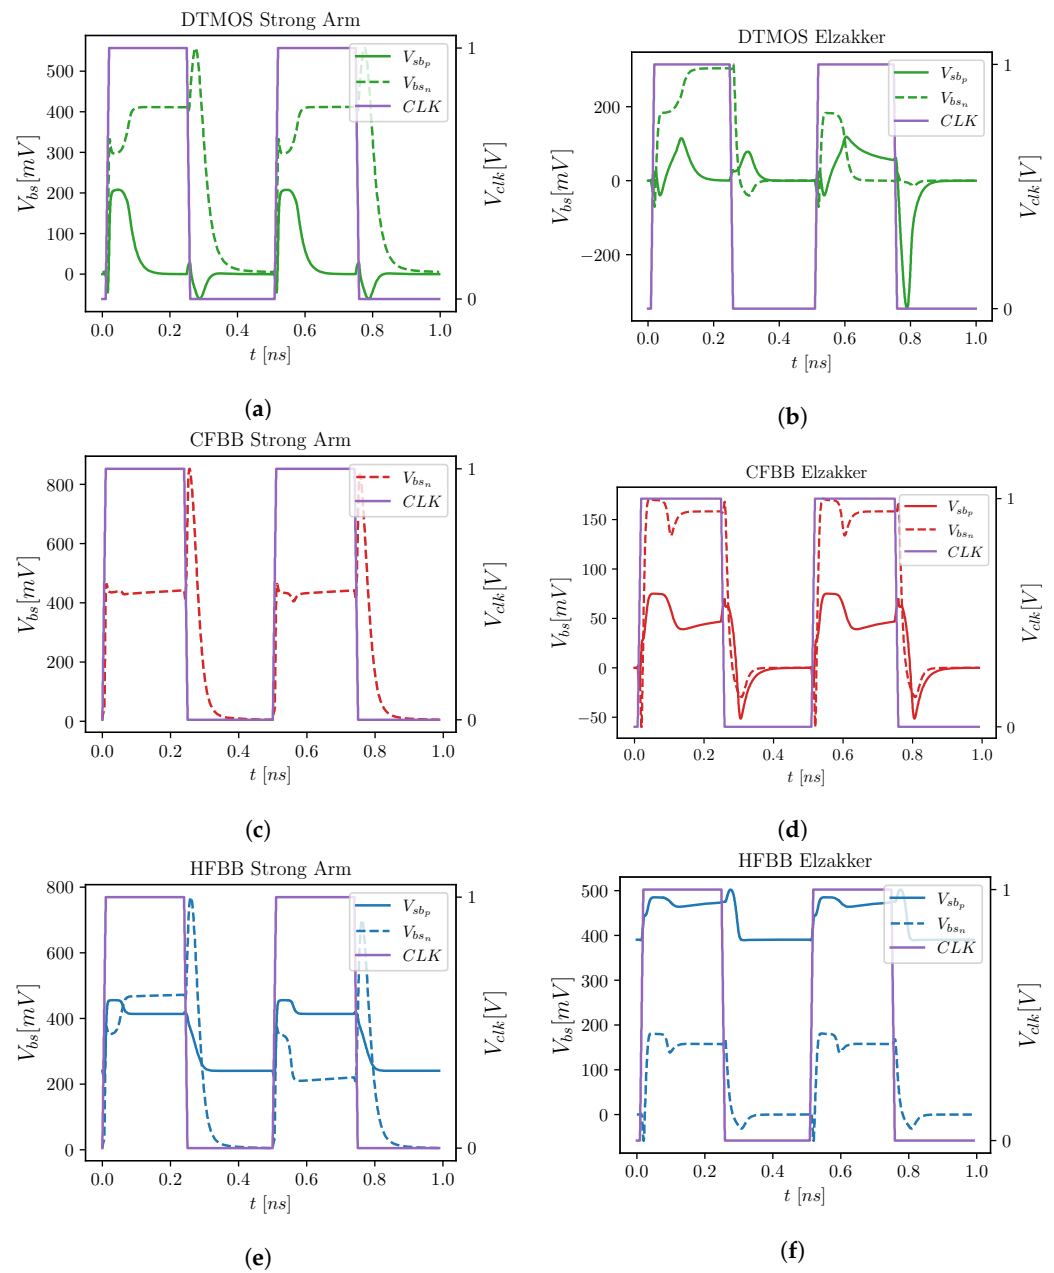 DTMOS Strong Arm
V_{sb_p}
V_{bs_n}
CLK
500
400
300
200
100
0
V_{bs}[mV]
1
0
V_{clk}[V]
0.0 0.2 0.4 0.6 0.8 1.0
t [ns]
(a)
DTMOS Elzakker
V_{sb_p}
V_{bs_n}
CLK
200
0
−200
V_{bs}[mV]
1
0
V_{clk}[V]
0.0 0.2 0.4 0.6 0.8 1.0
t [ns]
(b)
CFBB Strong Arm
V_{bs_n}
CLK
800
600
400
200
0
V_{bs}[mV]
1
0
V_{clk}[V]
0.0 0.2 0.4 0.6 0.8 1.0
t [ns]
(c)
CFBB Elzakker
V_{sb_p}
V_{bs_n}
CLK
150
100
50
0
−50
V_{bs}[mV]
1
0
V_{clk}[V]
0.0 0.2 0.4 0.6 0.8 1.0
t [ns]
(d)
HFBB Strong Arm
V_{sb_p}
V_{bs_n}
CLK
800
600
400
200
0
V_{bs}[mV]
1
0
V_{clk}[V]
0.0 0.2 0.4 0.6 0.8 1.0
t [ns]
(e)
HFBB Elzakker
V_{sb_p}
V_{bs_n}
CLK
500
400
300
200
100
0
V_{bs}[mV]
1
0
V_{clk}[V]
0.0 0.2 0.4 0.6 0.8 1.0
t [ns]
(f)